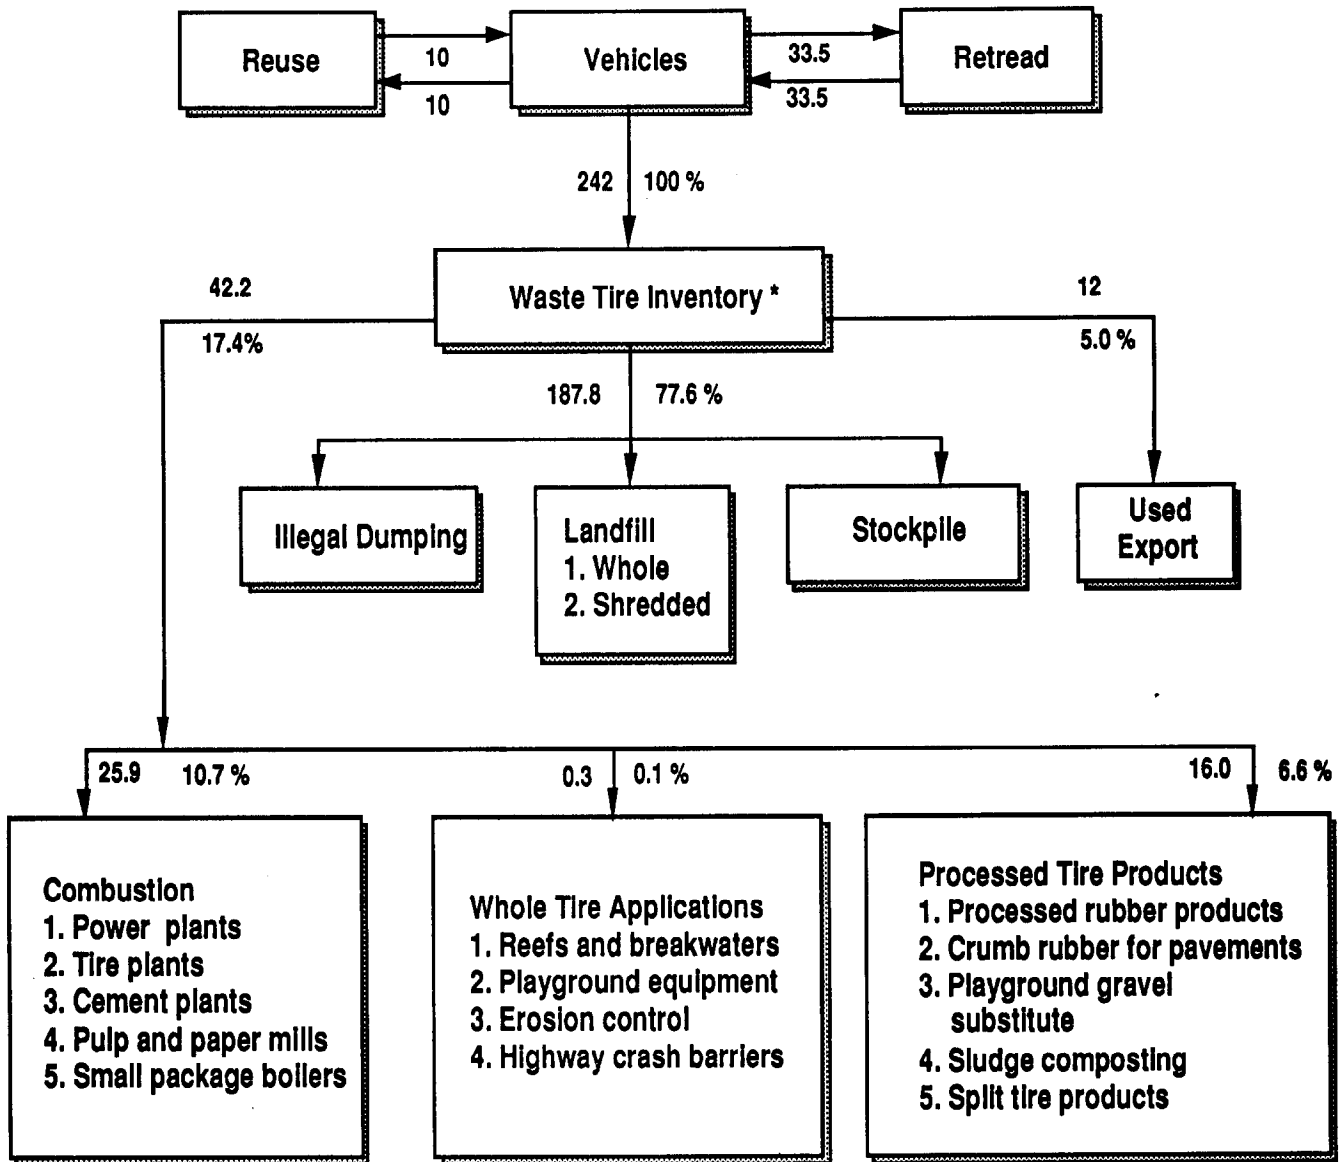 Reuse
10
10
Vehicles
33.5
33.5
Retread
242 100 %
Waste Tire Inventory *
42.2
17.4%
12
5.0 %
187.8 77.6 %
Illegal Dumping
Landfill
1. Whole
2. Shredded
Stockpile
Used
Export
25.9 10.7 %
0.3 0.1 %
16.0 6.6 %
Combustion
1. Power plants
2. Tire plants
3. Cement plants
4. Pulp and paper mills
5. Small package boilers
Whole Tire Applications
1. Reefs and breakwaters
2. Playground equipment
3. Erosion control
4. Highway crash barriers
Processed Tire Products
1. Processed rubber products
2. Crumb rubber for pavements
3. Playground gravel
substitute
4. Sludge composting
5. Split tire products